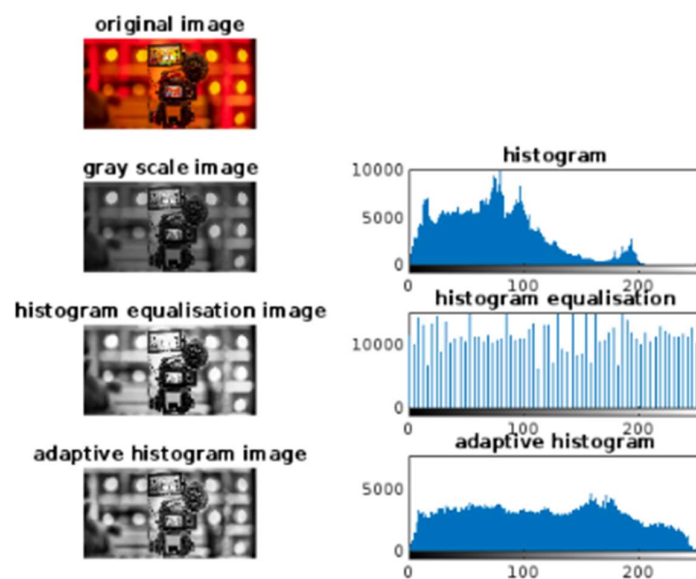 original image
gray scale image
histogram
10000
5000
0
0 100 200
histogram equalisation image
histogram equalisation
10000
0
0 100 200
adaptive histogram image
adaptive histogram
5000
0
0 100 200